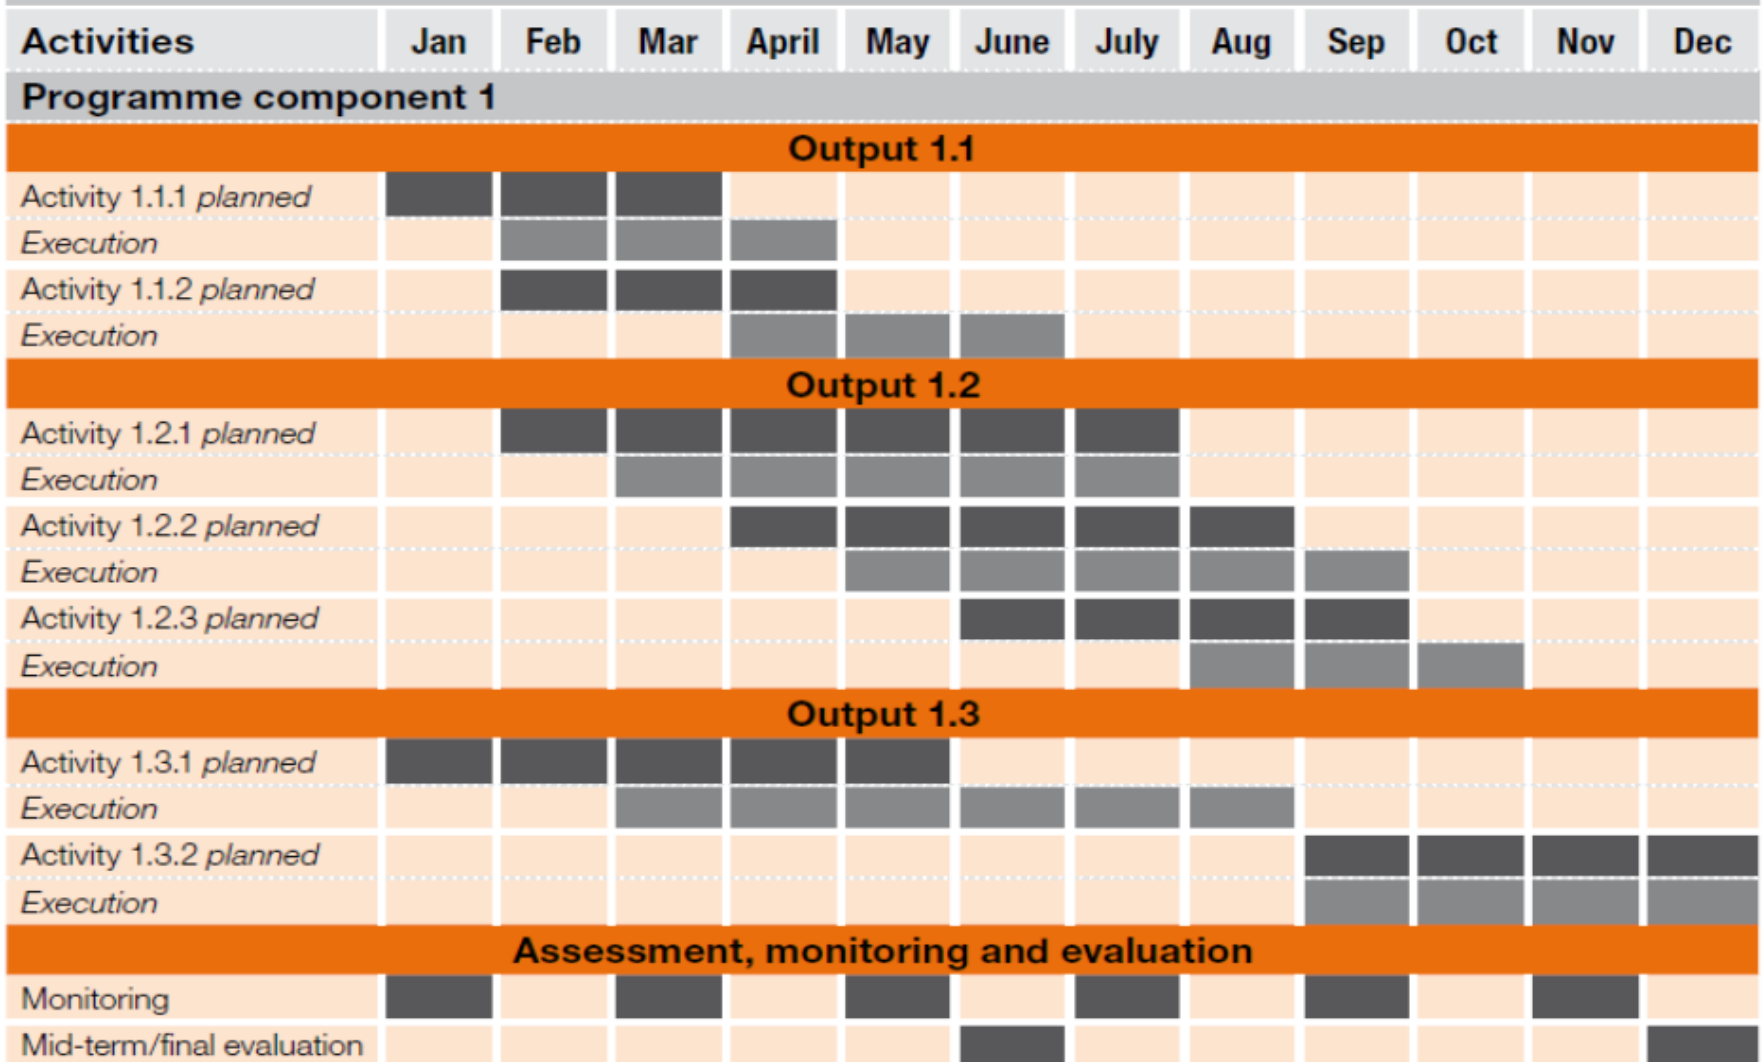 Activities Jan Feb Mar April May June July Aug Sep Oct Nov Dec
Programme component 1
Output 1.1
Activity 1.1.1 planned
Execution
Activity 1.1.2 planned
Execution
Output 1.2
Activity 1.2.1 planned
Execution
Activity 1.2.2 planned
Execution
Activity 1.2.3 planned
Execution
Output 1.3
Activity 1.3.1 planned
Execution
Activity 1.3.2 planned
Execution
Assessment, monitoring and evaluation
Monitoring
Mid-term/final evaluation